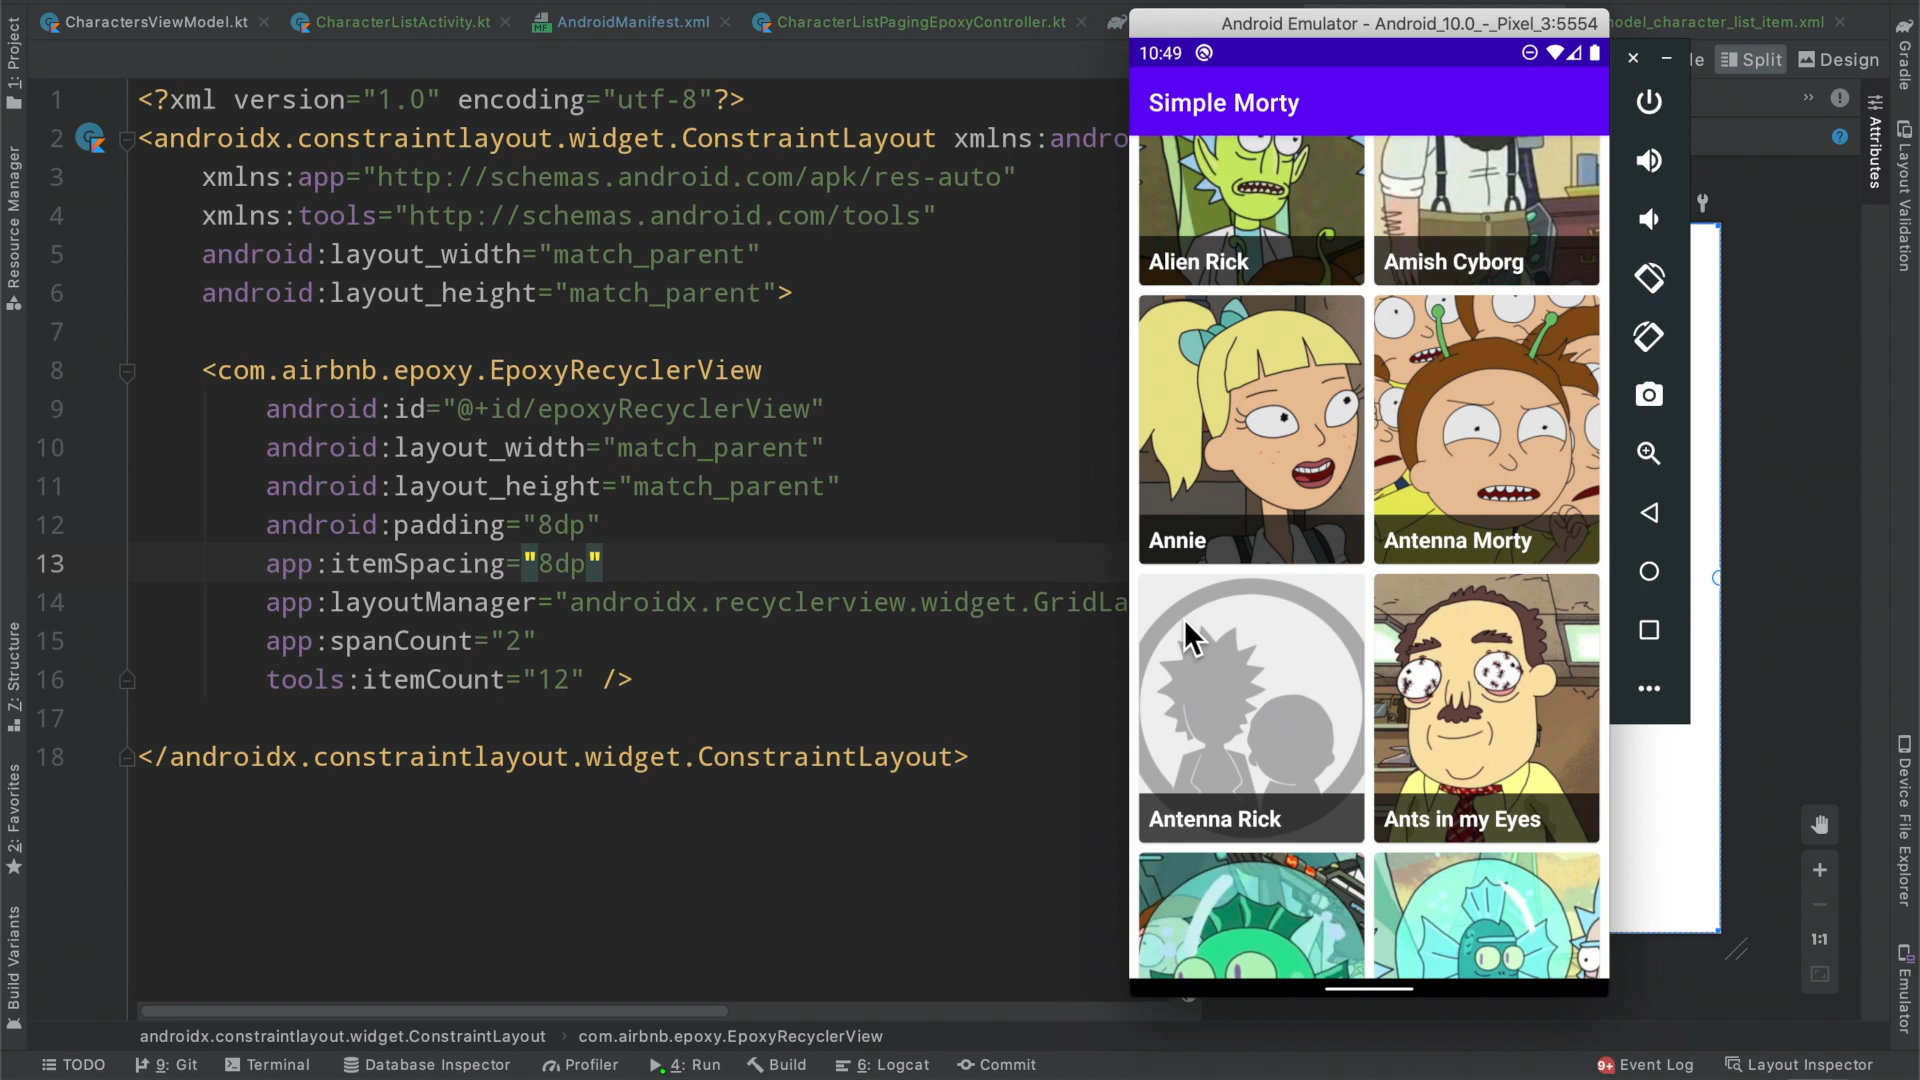 CharactersViewModel.kt
CharacterListActivity.kt
MF
AndroidManifest.xml
CharacterListPagingEpoxyController.kt
Android Emulator - Android_10.0_-_Pixel_3:5554
odel_character_list_item.xml
Split
Design
1 <?xml version="1.0" encoding="utf-8"?>
2 <androidx.constraintlayout.widget.ConstraintLayout xmlns:andro
3 xmlns:app="http://schemas.android.com/apk/res-auto"
4 xmlns:tools="http://schemas.android.com/tools"
5 android:layout_width="match_parent"
6 android:layout_height="match_parent">
7
8 <com.airbnb.epoxy.EpoxyRecyclerView
9 android:id="@+id/epoxyRecyclerView"
10 android:layout_width="match_parent"
11 android:layout_height="match_parent"
12 android:padding="8dp"
13 app:itemSpacing="8dp"
14 app:layoutManager="androidx.recyclerview.widget.GridLa
15 app:spanCount="2"
16 tools:itemCount="12" />
17
18 </androidx.constraintlayout.widget.ConstraintLayout>
10:49
Simple Morty
Alien Rick
Amish Cyborg
Annie
Antenna Morty
Antenna Rick
Ants in my Eyes
1: Project
Resource Manager
Z: Structure
2: Favorites
Build Variants
Gradle
Attributes
Layout Validation
Device File Explorer
Emulator
1:1
androidx.constraintlayout.widget.ConstraintLayout › com.airbnb.epoxy.EpoxyRecyclerView
TODO
9: Git
Terminal
Database Inspector
Profiler
4: Run
Build
6: Logcat
Commit
9+ Event Log
Layout Inspector